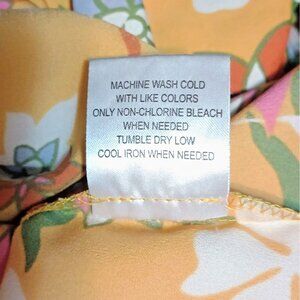 MACHINE WASH COLD
WITH LIKE COLORS
ONLY NON-CHLORINE BLEACH
WHEN NEEDED
TUMBLE DRY LOW
COOL IRON WHEN NEEDED